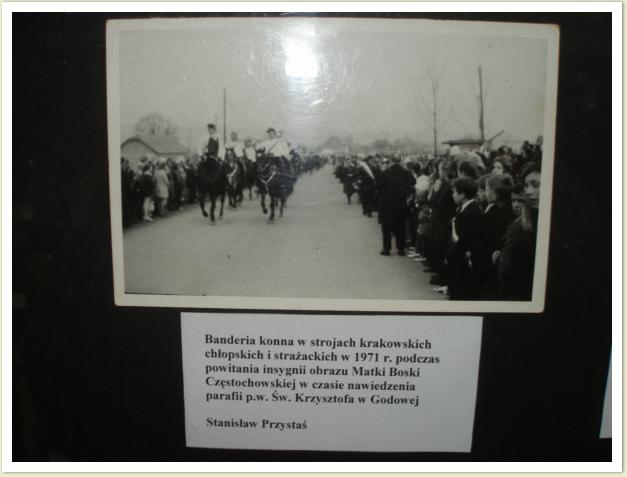 Banderia konna w strojach krakowskich
chłopskich i strażackich w 1971 r. podczas
powitania insygnii obrazu Matki Boski
Częstochowskiej w czasie nawiedzenia
parafii p.w. Św. Krzysztofa w Godowej
Stanisław Przystaś